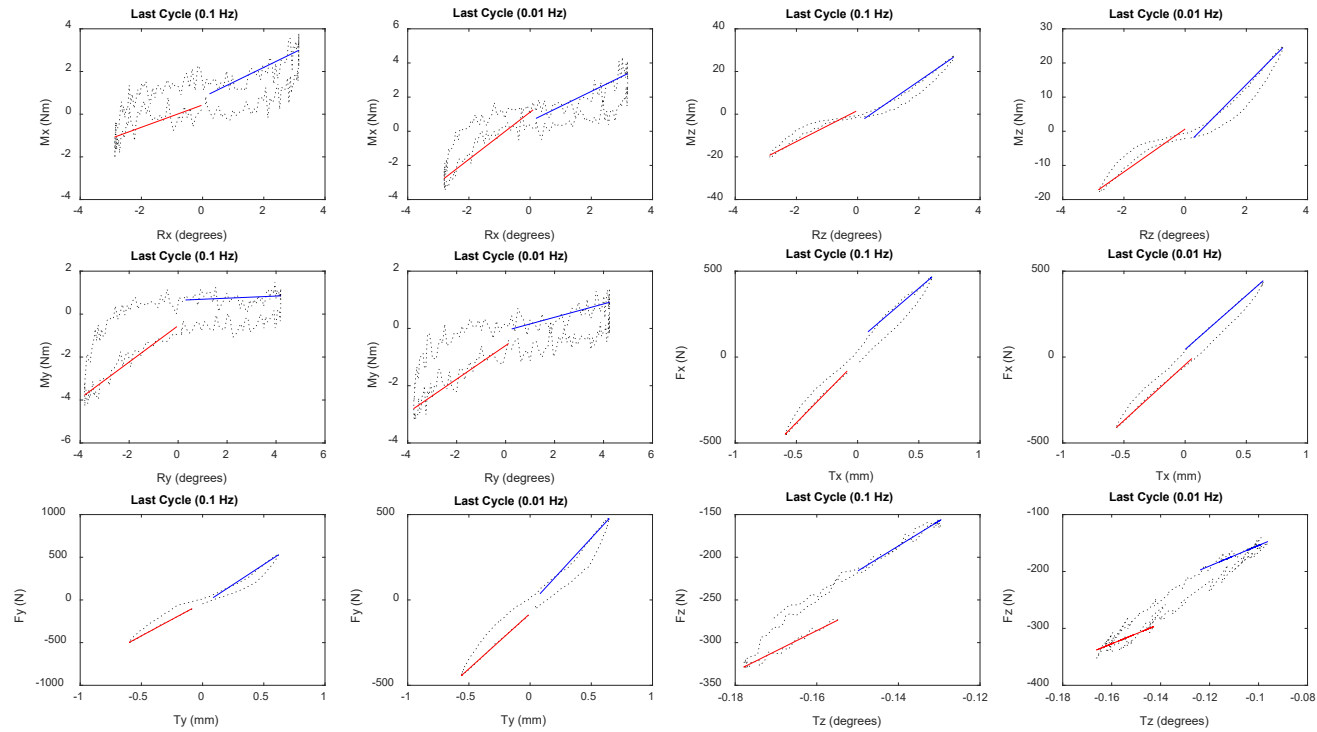 Last Cycle (0.1 Hz) Last Cycle (0.01 Hz) Last Cycle (0.1 Hz) Last Cycle (0.01 Hz)
4 6 40 30
Mx (Nm) Mx (Nm) Mz (Nm) Mz (Nm)
2 4 20 20
2 10
0 0 0 0
-2 -2 -20 -10
-4 -4 -40 -20
-4 -2 0 2 4 -4 -2 0 2 4 -4 -2 0 2 4 -4 -2 0 2 4
Rx (degrees) Rx (degrees) Rz (degrees) Rz (degrees)
Last Cycle (0.1 Hz) Last Cycle (0.01 Hz) Last Cycle (0.1 Hz) Last Cycle (0.01 Hz)
2 2 500 500
0 0
My (Nm) My (Nm) Fx (N) Fx (N)
-2 -2 0 0
-4
-6 -4 -500 -500
-4 -2 0 2 4 6 -4 -2 0 2 4 6 -1 -0.5 0 0.5 1 -1 -0.5 0 0.5 1
Ry (degrees) Ry (degrees) Tx (mm) Tx (mm)
Last Cycle (0.1 Hz) Last Cycle (0.01 Hz) Last Cycle (0.1 Hz) Last Cycle (0.01 Hz)
1000 500 -150 -100
500 -200
Fy (N) Fy (N) Fz (N) Fz (N)
0 0 -250 -200
-500 -300 -300
-1000 -500 -350 -400
-1 -0.5 0 0.5 1 -1 -0.5 0 0.5 1 -0.18 -0.16 -0.14 -0.12 -0.18 -0.16 -0.14 -0.12 -0.1 -0.08
Ty (mm) Ty (mm) Tz (degrees) Tz (degrees)